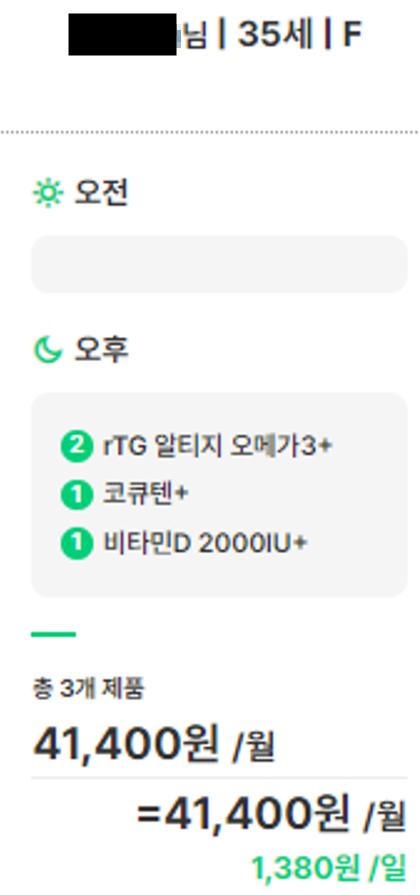 님 | 35세 | F
오전
오후
2 rTG 알티지 오메가3+
1 코큐텐+
1 비타민D 2000IU+
총 3개 제품
41,400원 /월
=41,400원 /월
1,380원 /일